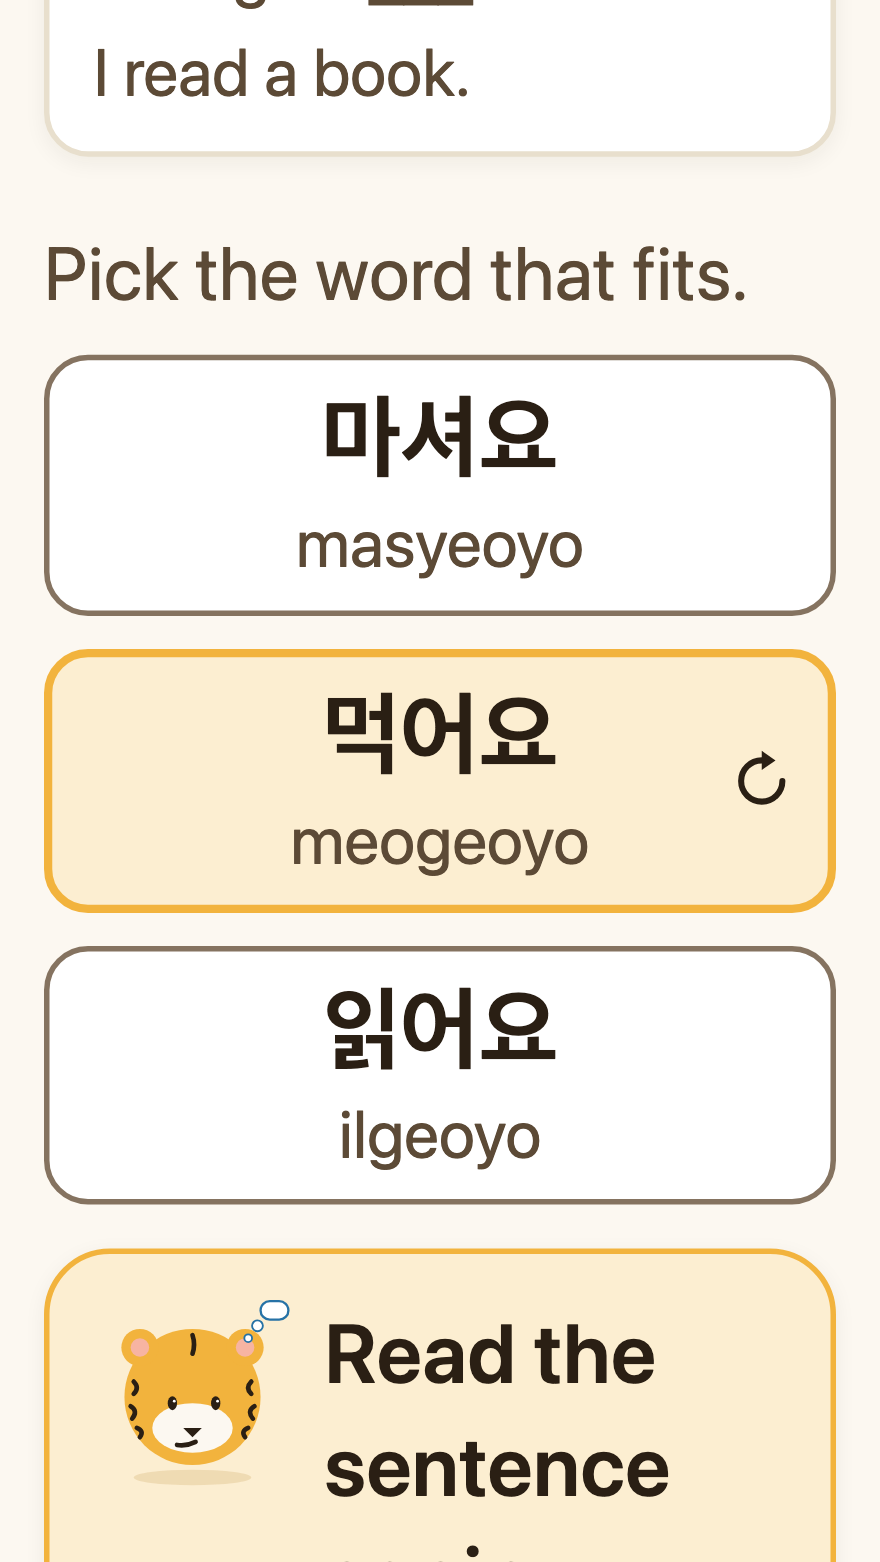 I read a book.
Pick the word that fits.
마셔요
masyeoyo
먹어요
meogeoyo
읽어요
ilgeoyo
Read the
sentence